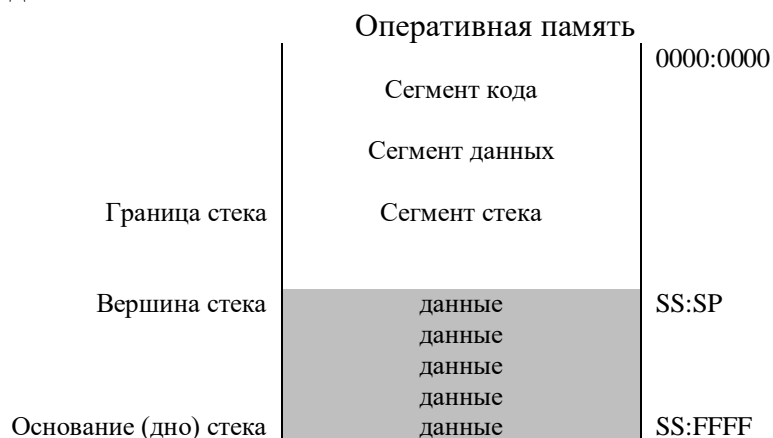 Оперативная память
0000:0000
Сегмент кода
Сегмент данных
Граница стека Сегмент стека
Вершина стека данные SS:SP
данные
данные
данные
Основание (дно) стека данные SS:FFFF